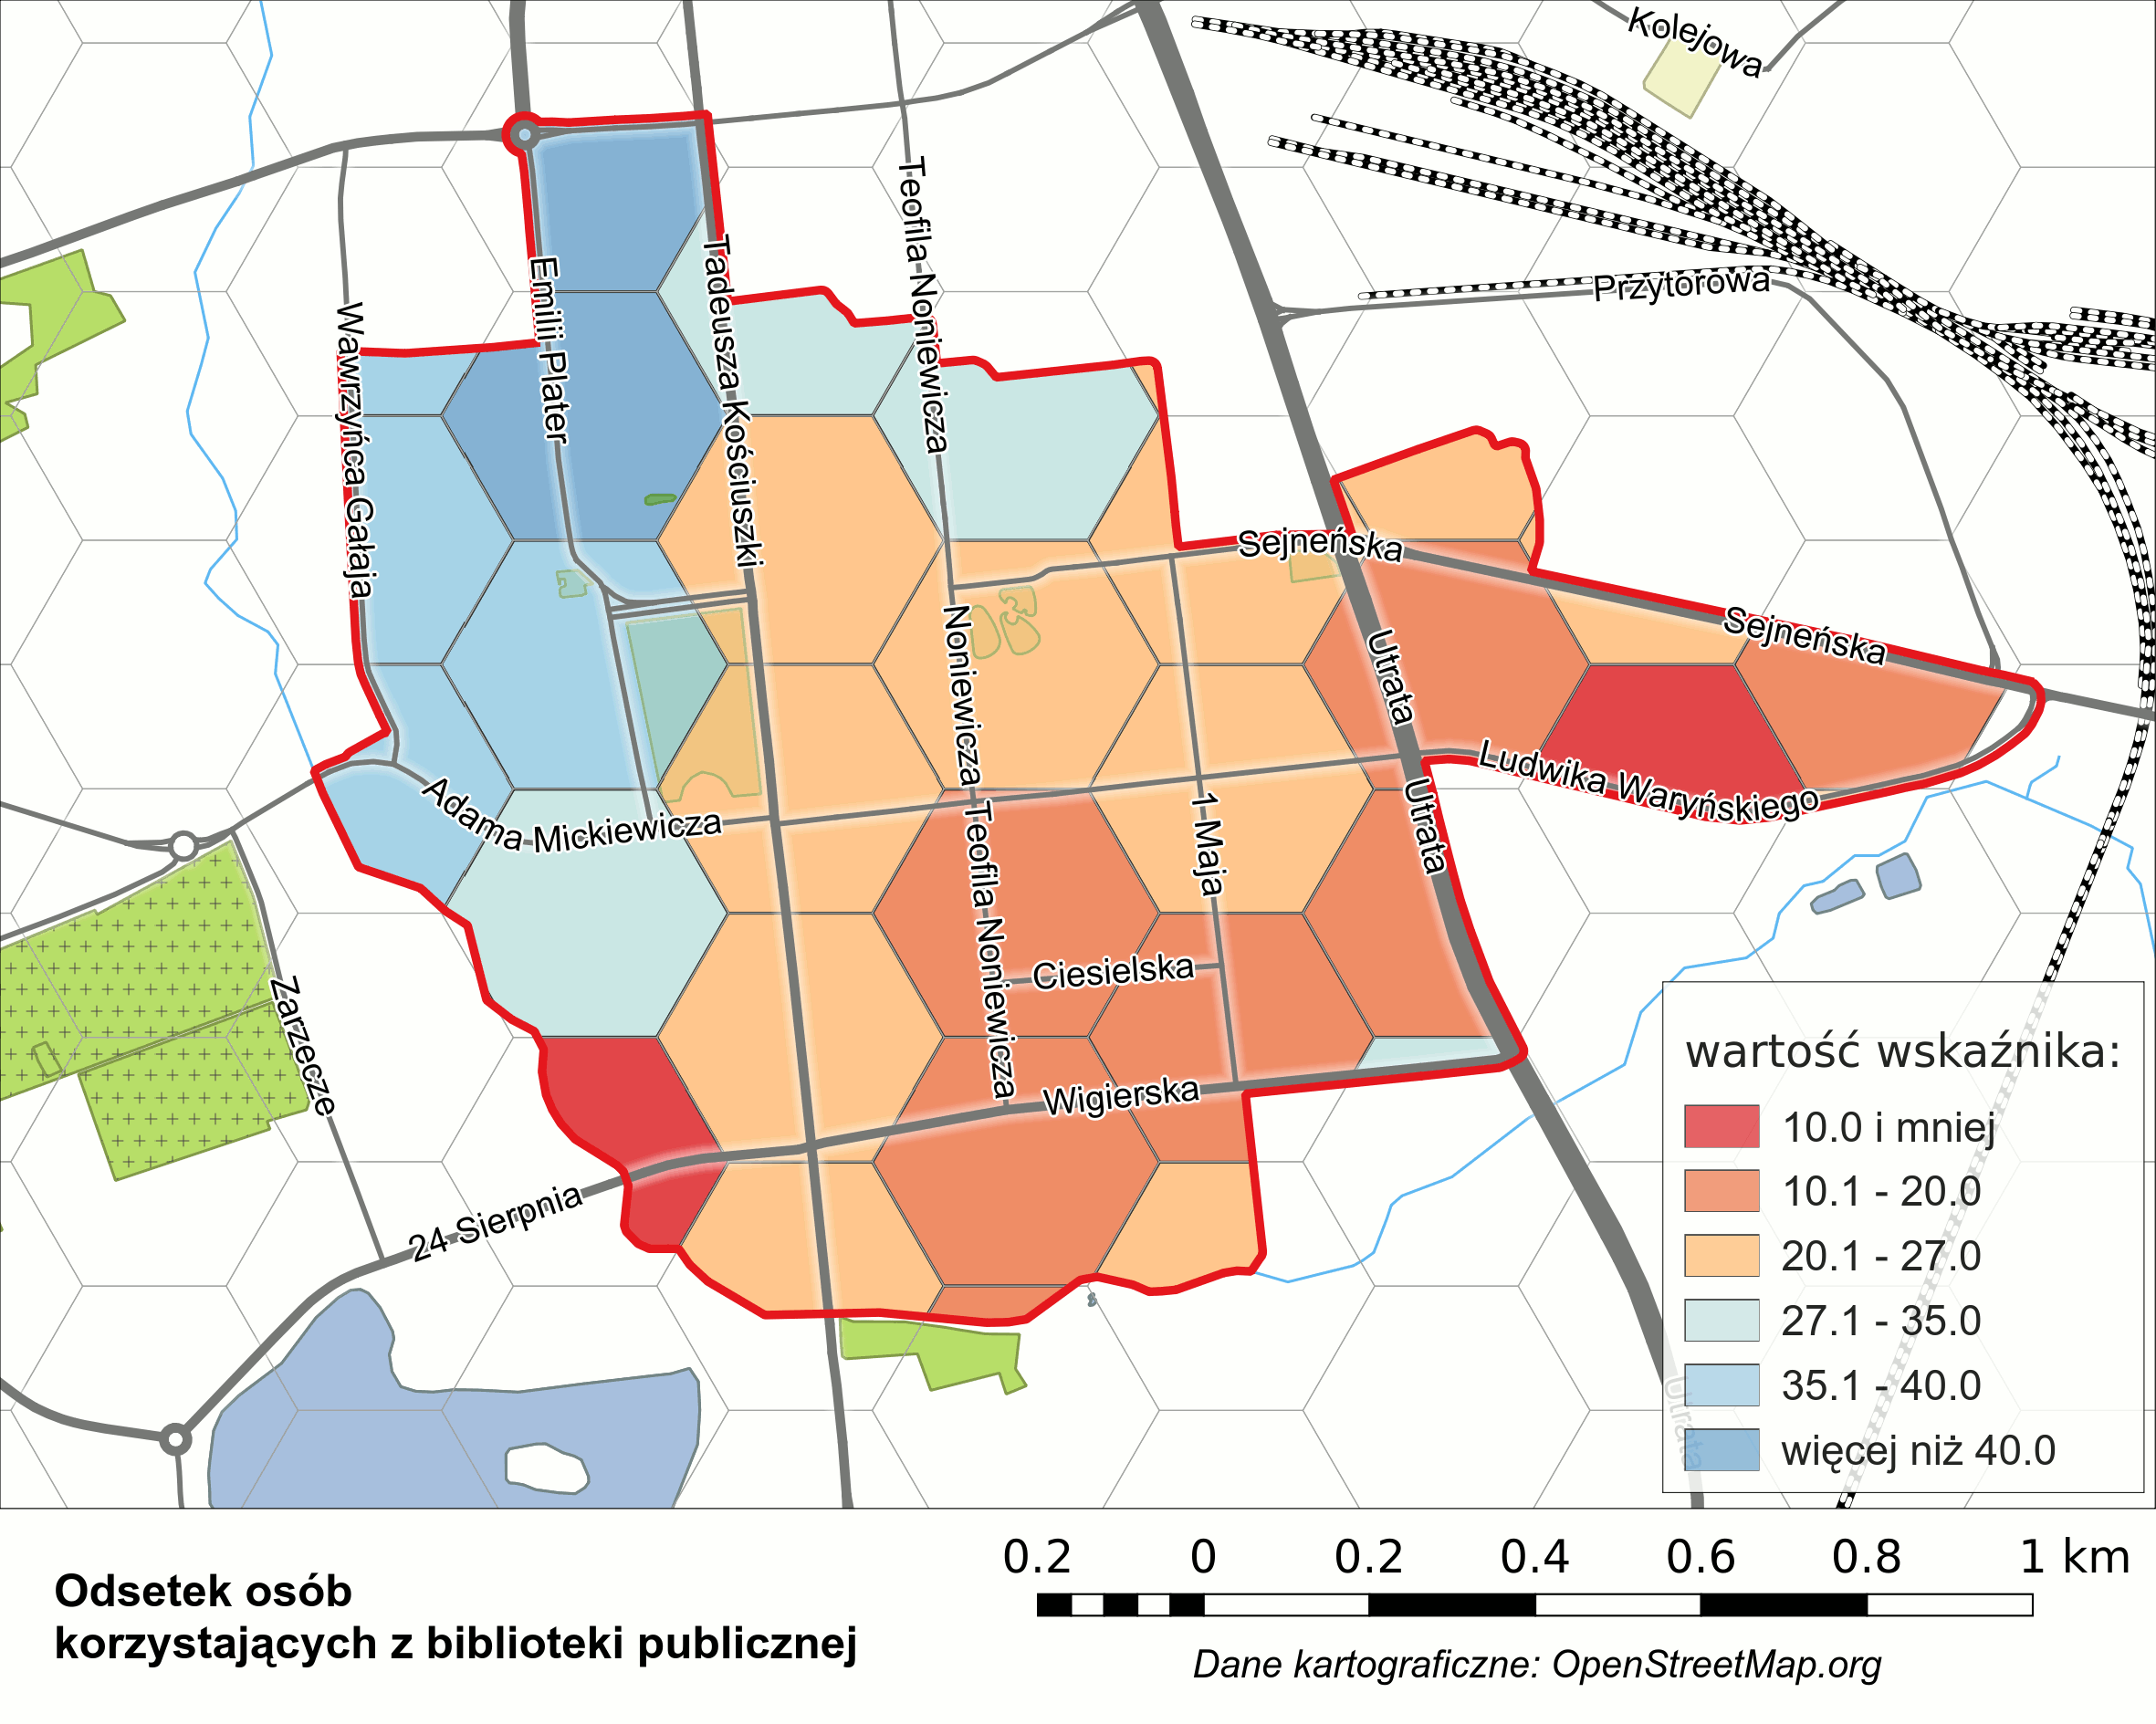 Kolejowa
Teofila Noniewicza
Tadeusza Kościuszki
Emilii Plater
Przytorowa
Wawrzyńca Gałaja
Sejneńska
Sejneńska
Noniewicza
Utrata
Ludwika Waryńskiego
Adama Mickiewicza
1 Maja
Utrata
Teofila Noniewicza
Ciesielska
Zarzecze
Wigierska
24 Sierpnia
Utrata
wartość wskaźnika:
10.0 i mniej
10.1 - 20.0
20.1 - 27.0
27.1 - 35.0
35.1 - 40.0
więcej niż 40.0
0.2 0 0.2 0.4 0.6 0.8 1 km
Odsetek osób
korzystających z biblioteki publicznej
Dane kartograficzne: OpenStreetMap.org